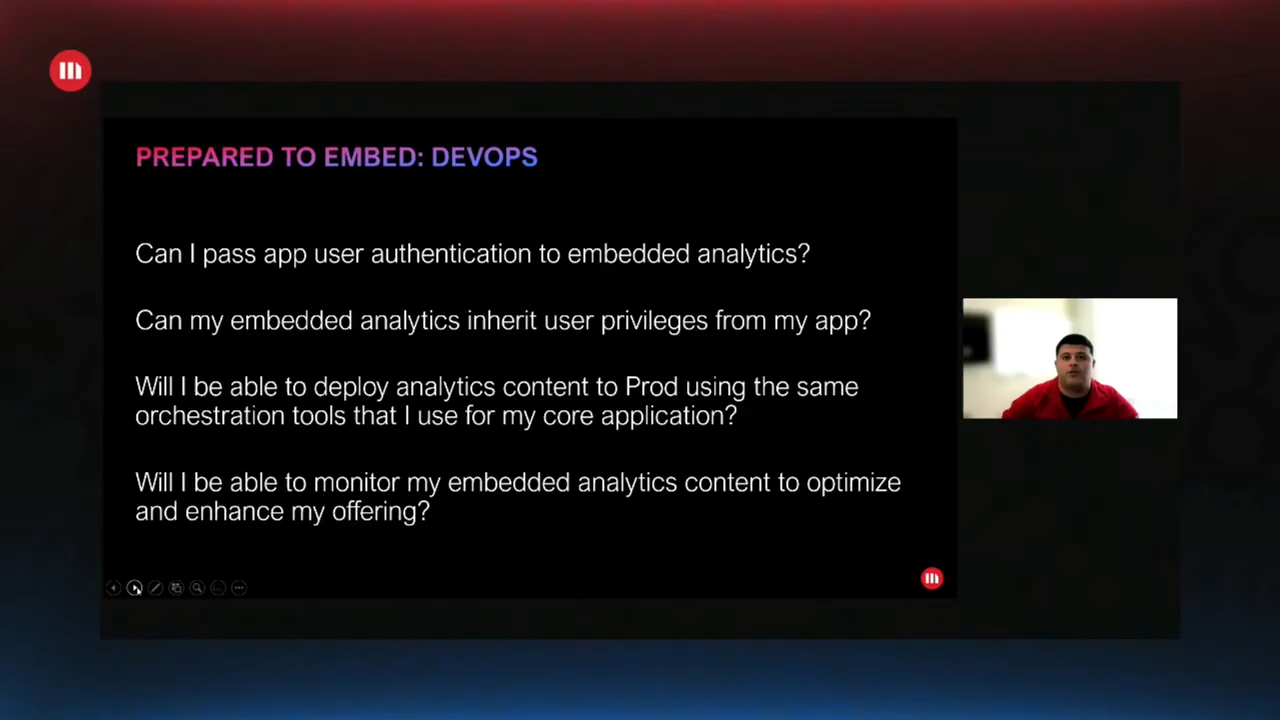 PREPARED TO EMBED: DEVOPS
Can I pass app user authentication to embedded analytics?
Can my embedded analytics inherit user privileges from my app?
Will I be able to deploy analytics content to Prod using the same
orchestration tools that I use for my core application?
Will I be able to monitor my embedded analytics content to optimize
and enhance my offering?